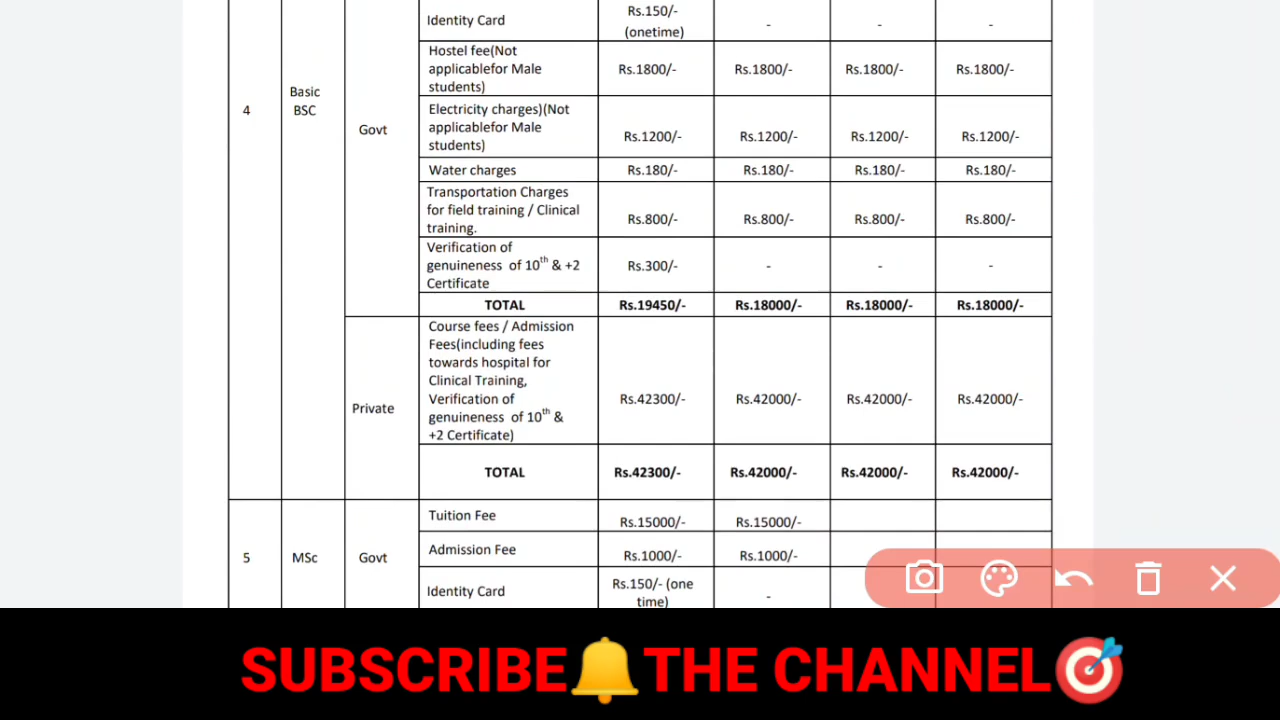 Identity Card Rs.150/- (onetime) - - -
4 Basic BSC Govt
Hostel fee(Not applicablefor Male students) Rs.1800/- Rs.1800/- Rs.1800/- Rs.1800/-
Electricity charges)(Not applicablefor Male students) Rs.1200/- Rs.1200/- Rs.1200/- Rs.1200/-
Water charges Rs.180/- Rs.180/- Rs.180/- Rs.180/-
Transportation Charges for field training / Clinical training. Rs.800/- Rs.800/- Rs.800/- Rs.800/-
Verification of genuineness of 10th & +2 Certificate Rs.300/- - - -
TOTAL Rs.19450/- Rs.18000/- Rs.18000/- Rs.18000/-
Private Course fees / Admission Fees(including fees towards hospital for Clinical Training, Verification of genuineness of 10th & +2 Certificate) Rs.42300/- Rs.42000/- Rs.42000/- Rs.42000/-
TOTAL Rs.42300/- Rs.42000/- Rs.42000/- Rs.42000/-
5 MSc Govt
Tuition Fee Rs.15000/- Rs.15000/-
Admission Fee Rs.1000/- Rs.1000/-
Identity Card Rs.150/- (one time) -
SUBSCRIBE THE CHANNEL